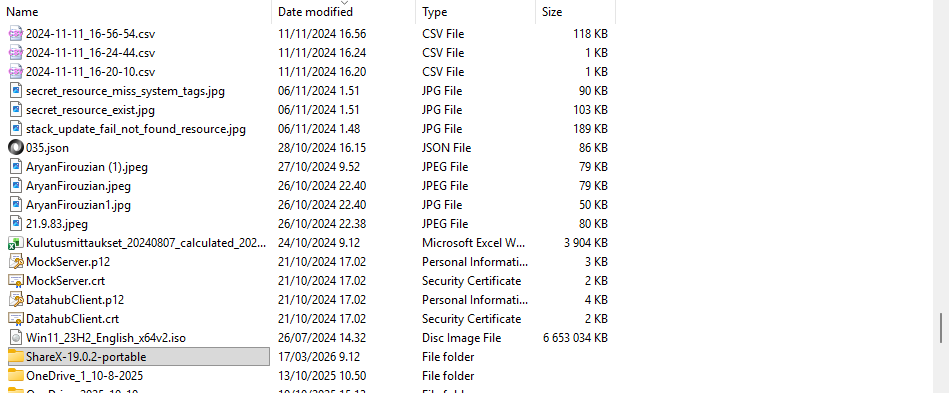 Name Date modified Type Size
2024-11-11_16-56-54.csv 11/11/2024 16.56 CSV File 118 KB
2024-11-11_16-24-44.csv 11/11/2024 16.24 CSV File 1 KB
2024-11-11_16-20-10.csv 11/11/2024 16.20 CSV File 1 KB
secret_resource_miss_system_tags.jpg 06/11/2024 1.51 JPG File 90 KB
secret_resource_exist.jpg 06/11/2024 1.51 JPG File 103 KB
stack_update_fail_not_found_resource.jpg 06/11/2024 1.48 JPG File 189 KB
035.json 28/10/2024 16.15 JSON File 86 KB
AryanFirouzian (1).jpeg 27/10/2024 9.52 JPEG File 79 KB
AryanFirouzian.jpeg 26/10/2024 22.40 JPEG File 79 KB
AryanFirouzian1.jpg 26/10/2024 22.40 JPG File 50 KB
21.9.83.jpeg 26/10/2024 22.38 JPEG File 80 KB
Kulutusmittaukset_20240807_calculated_202... 24/10/2024 9.12 Microsoft Excel W... 3 904 KB
MockServer.p12 21/10/2024 17.02 Personal Informati... 3 KB
MockServer.crt 21/10/2024 17.02 Security Certificate 2 KB
DatahubClient.p12 21/10/2024 17.02 Personal Informati... 4 KB
DatahubClient.crt 21/10/2024 17.02 Security Certificate 2 KB
Win11_23H2_English_x64v2.iso 26/07/2024 14.32 Disc Image File 6 653 034 KB
ShareX-19.0.2-portable 17/03/2026 9.12 File folder
OneDrive_1_10-8-2025 13/10/2025 10.50 File folder